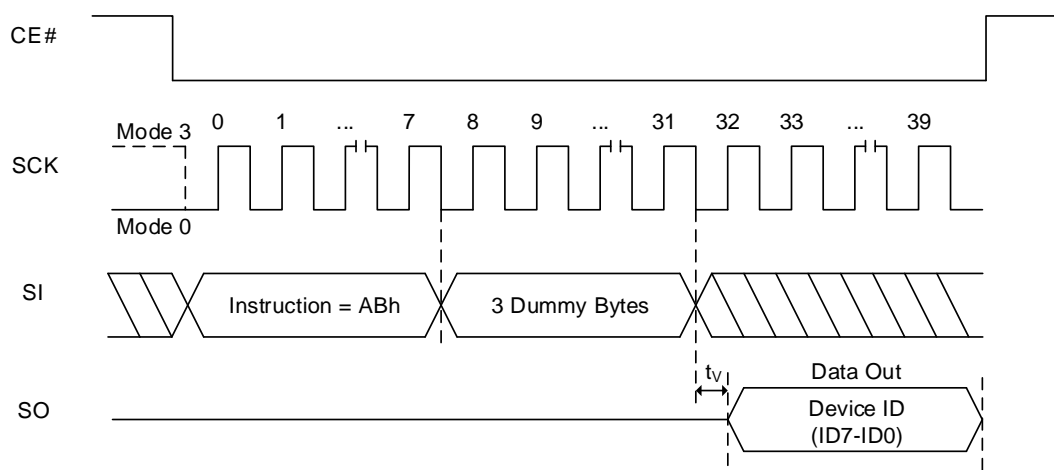 CE#
0 1 ... 7 8 9 ... 31 32 33 ... 39
Mode 3
SCK
Mode 0
SI
Instruction = ABh
3 Dummy Bytes
tV
Data Out
SO
Device ID
(ID7-ID0)